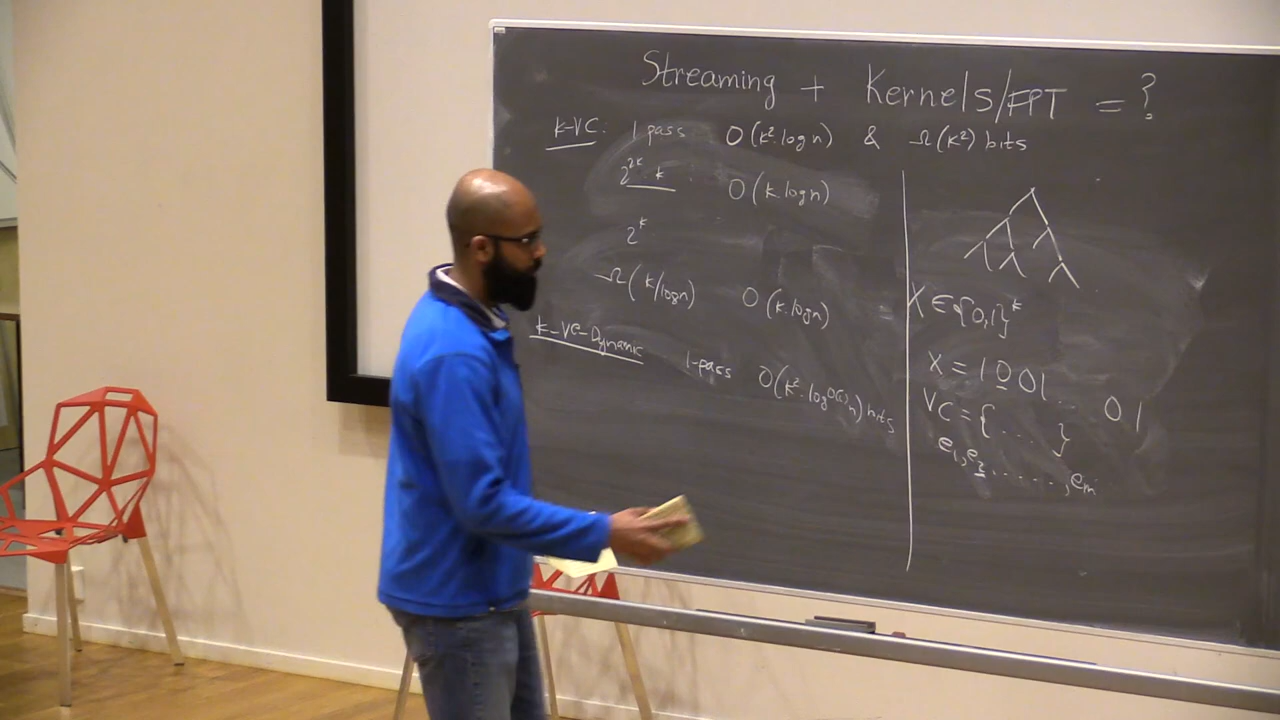 Streaming + Kernels/FPT = ?
k-VC: 1 pass O(k²·log n) & Ω(k²) bits
2^{2k}·k : O(k·log n)
2^k
Ω(k/log n) O(k·log n)
k-VC-Dynamic 1-pass O(k²·log^{O(1)} n) bits
X ∈ {0,1}^k
X = 1001... 01
VC = {....}
e₁,e₂......,eₘ